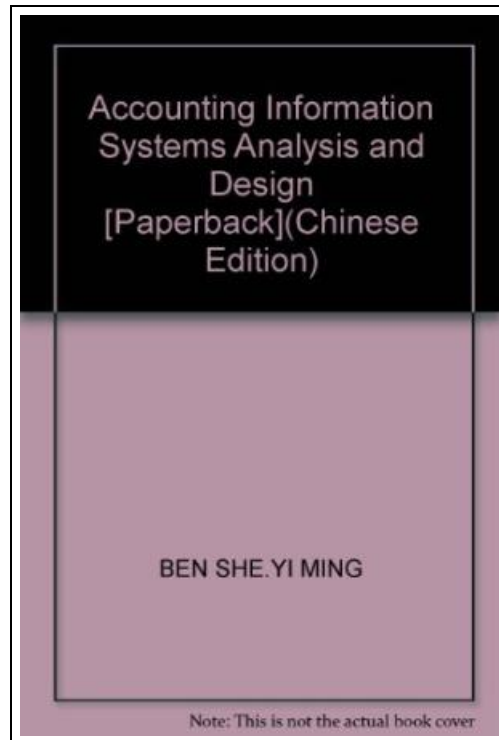 Accounting Information
Systems Analysis and
Design
[Paperback](Chinese
Edition)
BEN SHE.YI MING
Note: This is not the actual book cover